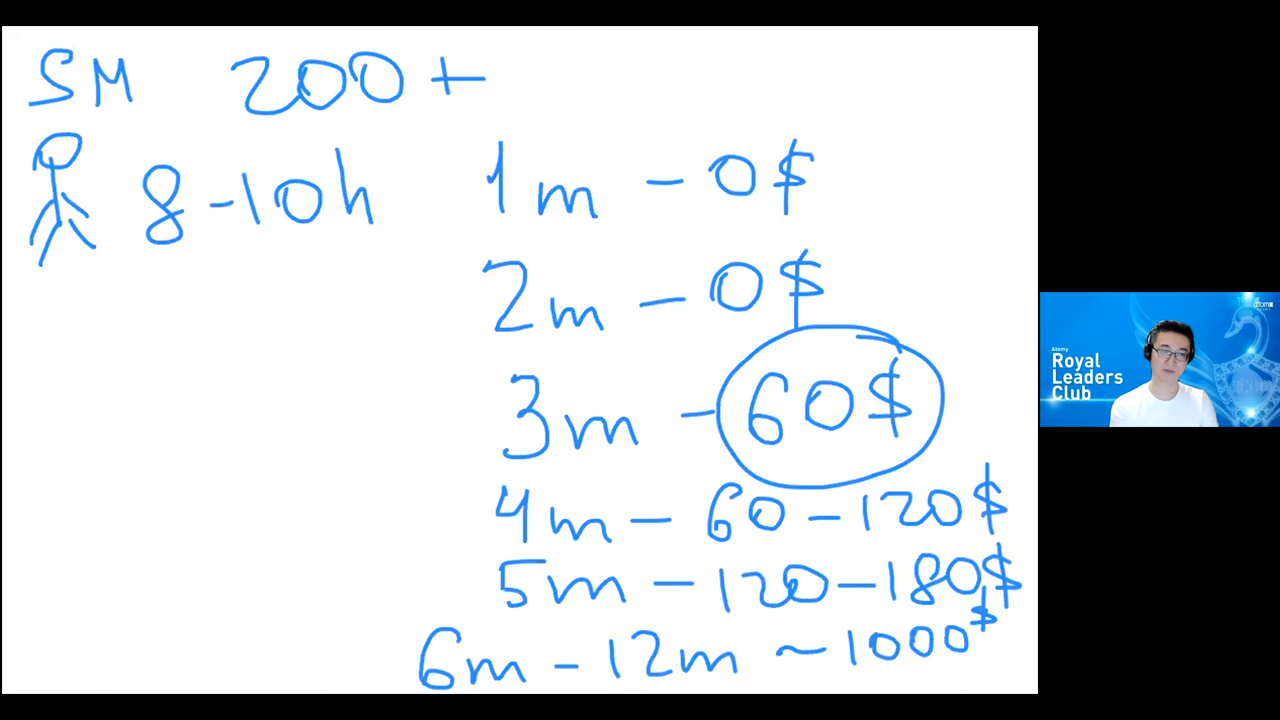 SM 200+
8-10h
1m - 0$
2m - 0$
3m - 60$
4m - 60-120$
5m - 120-180$
6m - 12m ~1000$
Atomy
Royal
Leaders
Club